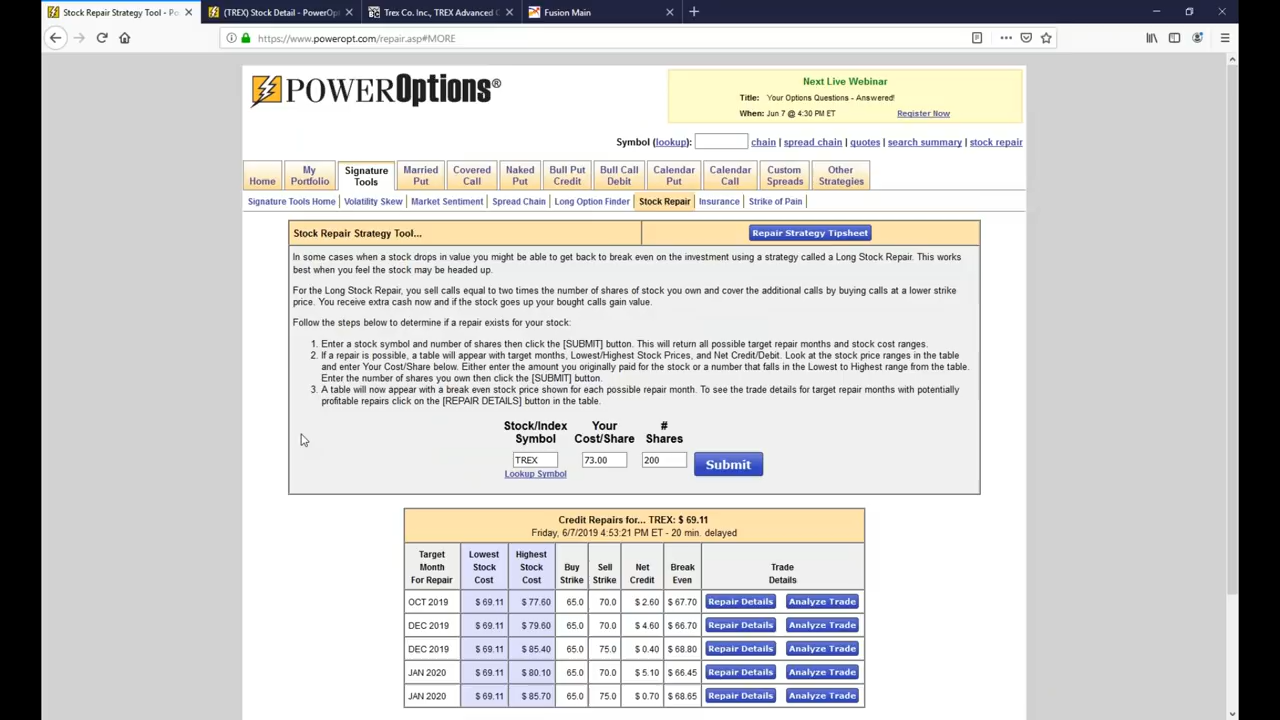 Stock Repair Strategy Tool - Po
(TREX) Stock Detail - PowerOpt
Trex Co. Inc., TREX Advanced C
Fusion Main
https://www.poweropt.com/repair.asp#MORE
POWEROptions®
Next Live Webinar
Title: Your Options Questions - Answered!
When: Jun 7 @ 4:30 PM ET Register Now
Symbol (lookup): chain | spread chain | quotes | search summary | stock repair
Home
My Portfolio
Signature Tools
Married Put
Covered Call
Naked Put
Bull Put Credit
Bull Call Debit
Calendar Put
Calendar Call
Custom Spreads
Other Strategies
Signature Tools Home | Volatility Skew | Market Sentiment | Spread Chain | Long Option Finder | Stock Repair | Insurance | Strike of Pain |
Stock Repair Strategy Tool...
Repair Strategy Tipsheet
In some cases when a stock drops in value you might be able to get back to break even on the investment using a strategy called a Long Stock Repair. This works
best when you feel the stock may be headed up.
For the Long Stock Repair, you sell calls equal to two times the number of shares of stock you own and cover the additional calls by buying calls at a lower strike
price. You receive extra cash now and if the stock goes up your bought calls gain value.
Follow the steps below to determine if a repair exists for your stock:
1. Enter a stock symbol and number of shares then click the [SUBMIT] button. This will return all possible target repair months and stock cost ranges.
2. If a repair is possible, a table will appear with target months, Lowest/Highest Stock Prices, and Net Credit/Debit. Look at the stock price ranges in the table
and enter Your Cost/Share below. Either enter the amount you originally paid for the stock or a number that falls in the Lowest to Highest range from the table.
Enter the number of shares you own then click the [SUBMIT] button.
3. A table will now appear with a break even stock price shown for each possible repair month. To see the trade details for target repair months with potentially
profitable repairs click on the [REPAIR DETAILS] button in the table.
Stock/Index Your #
Symbol Cost/Share Shares
TREX 73.00 200 Submit
Lookup Symbol
Credit Repairs for... TREX: $ 69.11
Friday, 6/7/2019 4:53:21 PM ET - 20 min. delayed
Target Month For Repair
Lowest Stock Cost
Highest Stock Cost
Buy Strike
Sell Strike
Net Credit
Break Even
Trade Details
OCT 2019 $ 69.11 $ 77.60 65.0 70.0 $ 2.60 $ 67.70 Repair Details Analyze Trade
DEC 2019 $ 69.11 $ 79.60 65.0 70.0 $ 4.60 $ 66.70 Repair Details Analyze Trade
DEC 2019 $ 69.11 $ 85.40 65.0 75.0 $ 0.40 $ 68.80 Repair Details Analyze Trade
JAN 2020 $ 69.11 $ 80.10 65.0 70.0 $ 5.10 $ 66.45 Repair Details Analyze Trade
JAN 2020 $ 69.11 $ 85.70 65.0 75.0 $ 0.70 $ 68.65 Repair Details Analyze Trade